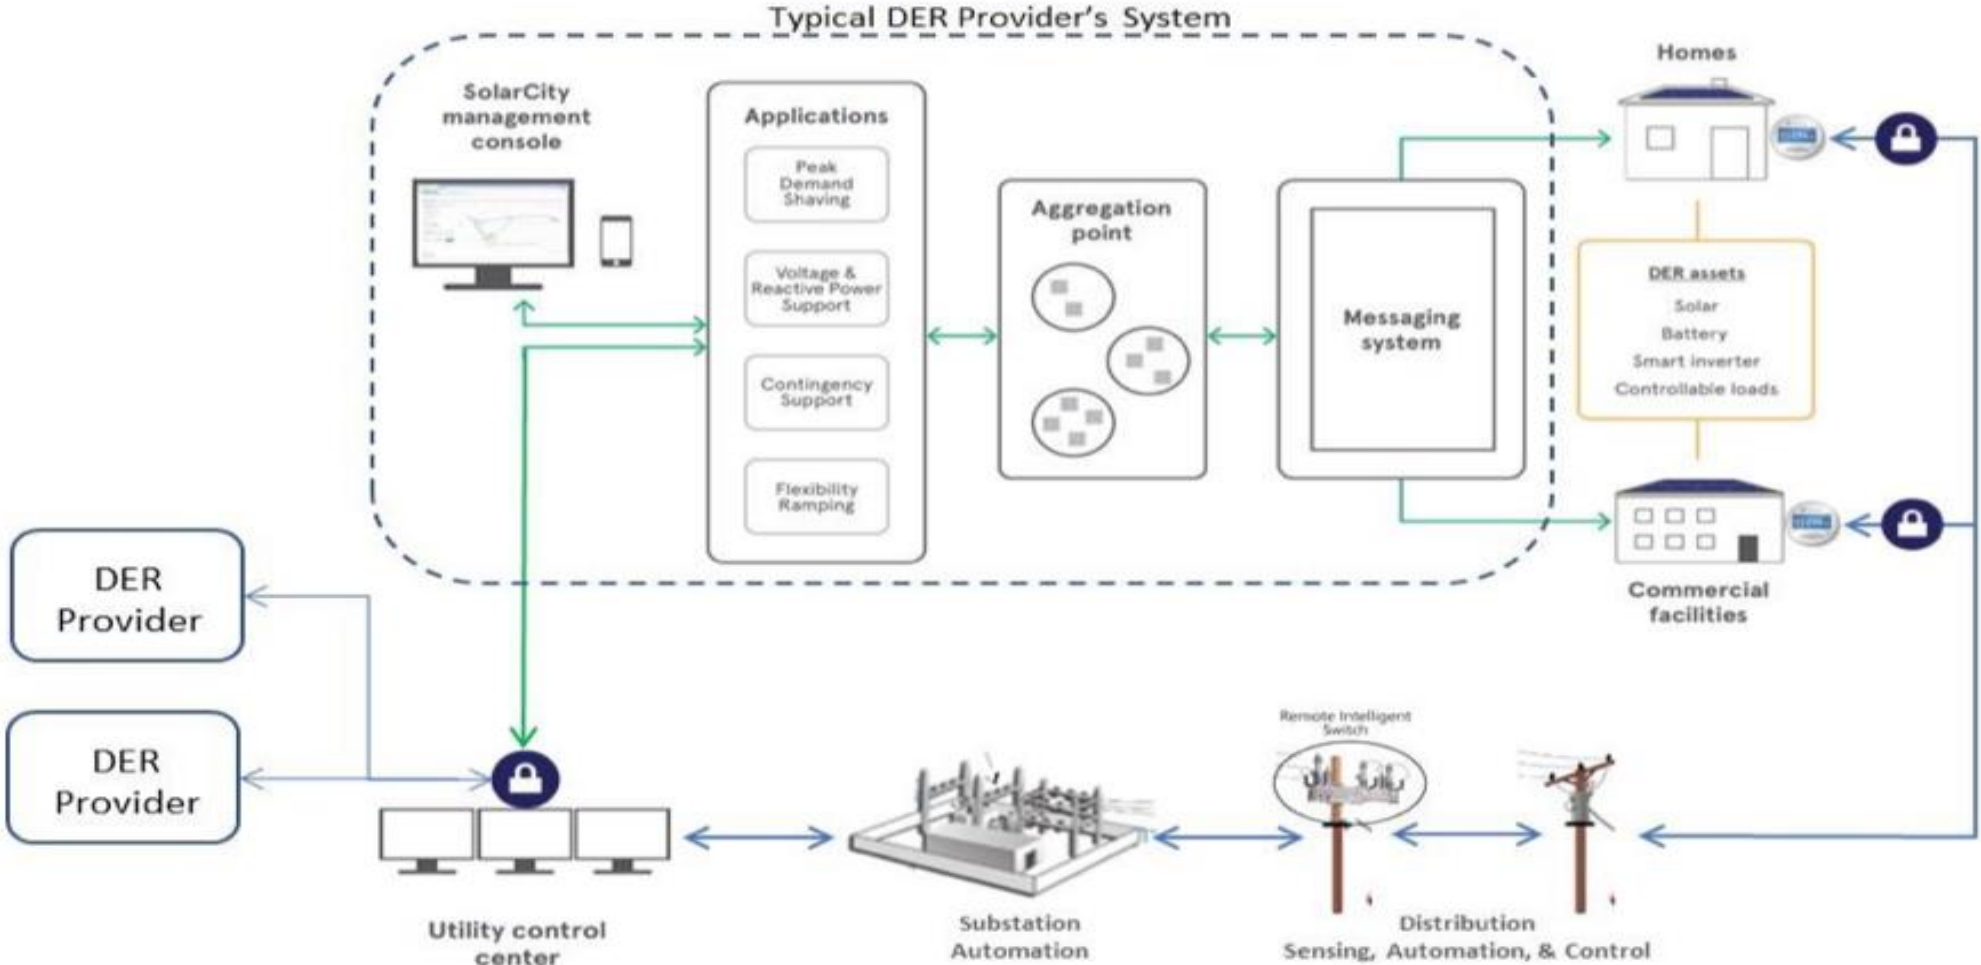 Typical DER Provider's System
SolarCity
management
console
Applications
Peak
Demand
Shaving
Voltage &
Reactive Power
Support
Contingency
Support
Flexibility
Ramping
Aggregation
point
Messaging
system
Homes
DER assets
Solar
Battery
Smart inverter
Controllable loads
Commercial
facilities
DER
Provider
DER
Provider
Utility control
center
Substation
Automation
Remote Intelligent
Switch
Distribution
Sensing, Automation, & Control